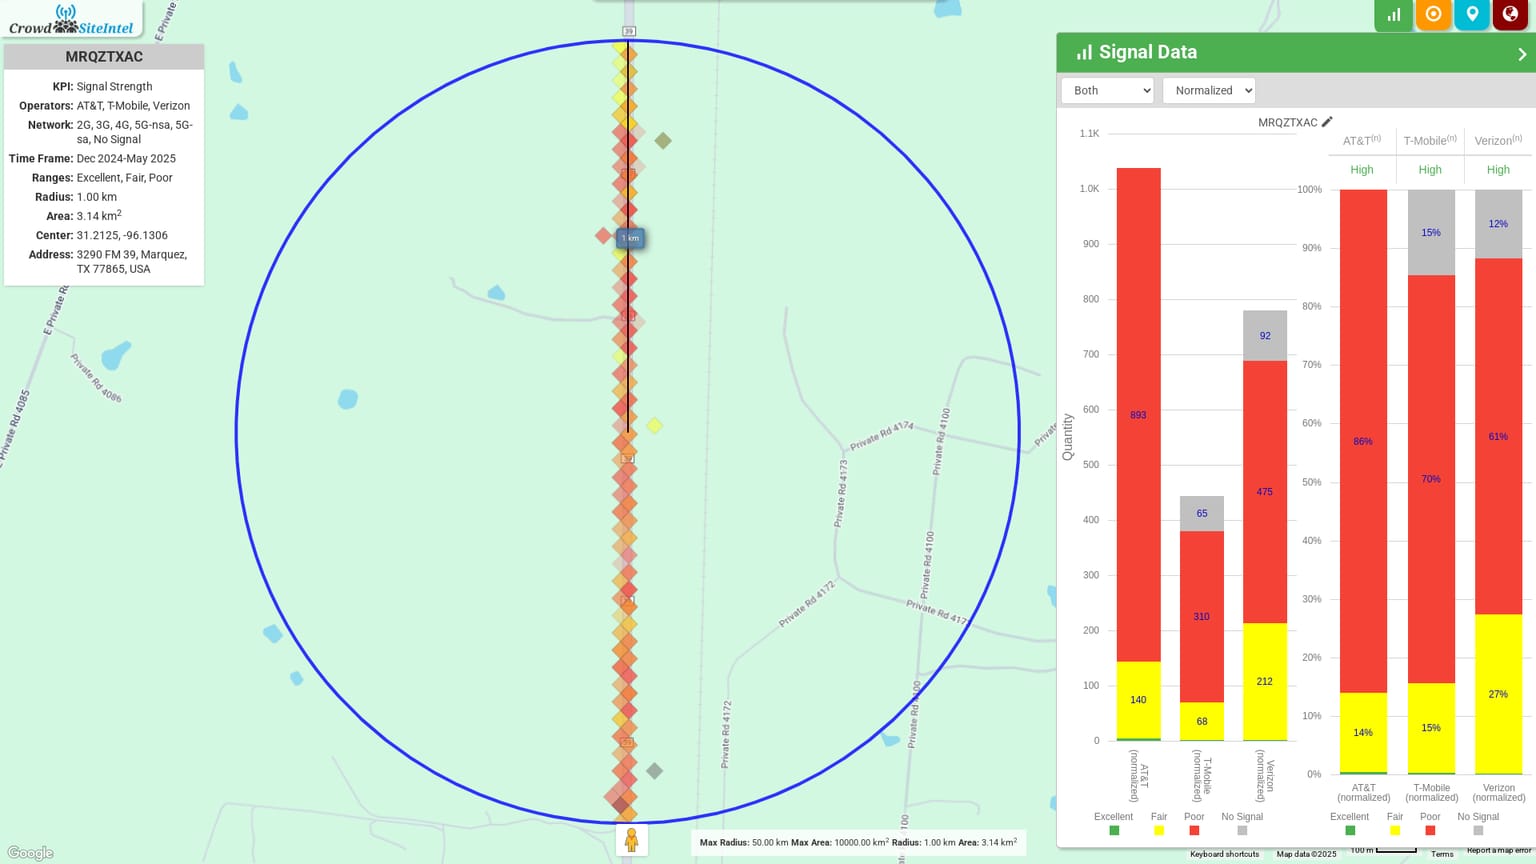 Crowd SiteIntel
MRQZTXAC
KPI: Signal Strength
Operators: AT&T, T-Mobile, Verizon
Network: 2G, 3G, 4G, 5G-nsa, 5G-
sa, No Signal
Time Frame: Dec 2024-May 2025
Ranges: Excellent, Fair, Poor
Radius: 1.00 km
Area: 3.14 km2
Center: 31.2125, -96.1306
Address: 3290 FM 39, Marquez,
TX 77865, USA
E Private
39
1 km
E Private Rd
Private Rd 4086
E Private Rd 4085
Private Rd 4174
Private Rd 4100
Private
Private Rd 4173
Private Rd 4100
Private Rd 4172
Private Rd 417
Private Rd 4100
Private Rd 4172
100
Google
Max Radius: 50.00 km Max Area: 10000.00 km2 Radius: 1.00 km Area: 3.14 km2
Signal Data
Both
Normalized
MRQZTXAC
1.1K
1.0K
900
800
700
600
500
400
300
200
100
0
Quantity
893
140
65
310
68
92
475
212
AT&T
(normalized)
T-Mobile
(normalized)
Verizon
(normalized)
Excellent
Fair
Poor
No Signal
AT&T(n)
T-Mobile(n)
Verizon(n)
High
High
High
100%
90%
80%
70%
60%
50%
40%
30%
20%
10%
0%
86%
14%
15%
70%
15%
12%
61%
27%
AT&T
(normalized)
T-Mobile
(normalized)
Verizon
(normalized)
Excellent
Fair
Poor
No Signal
Keyboard shortcuts
Map data ©2025
100 m
Terms
Report a map error